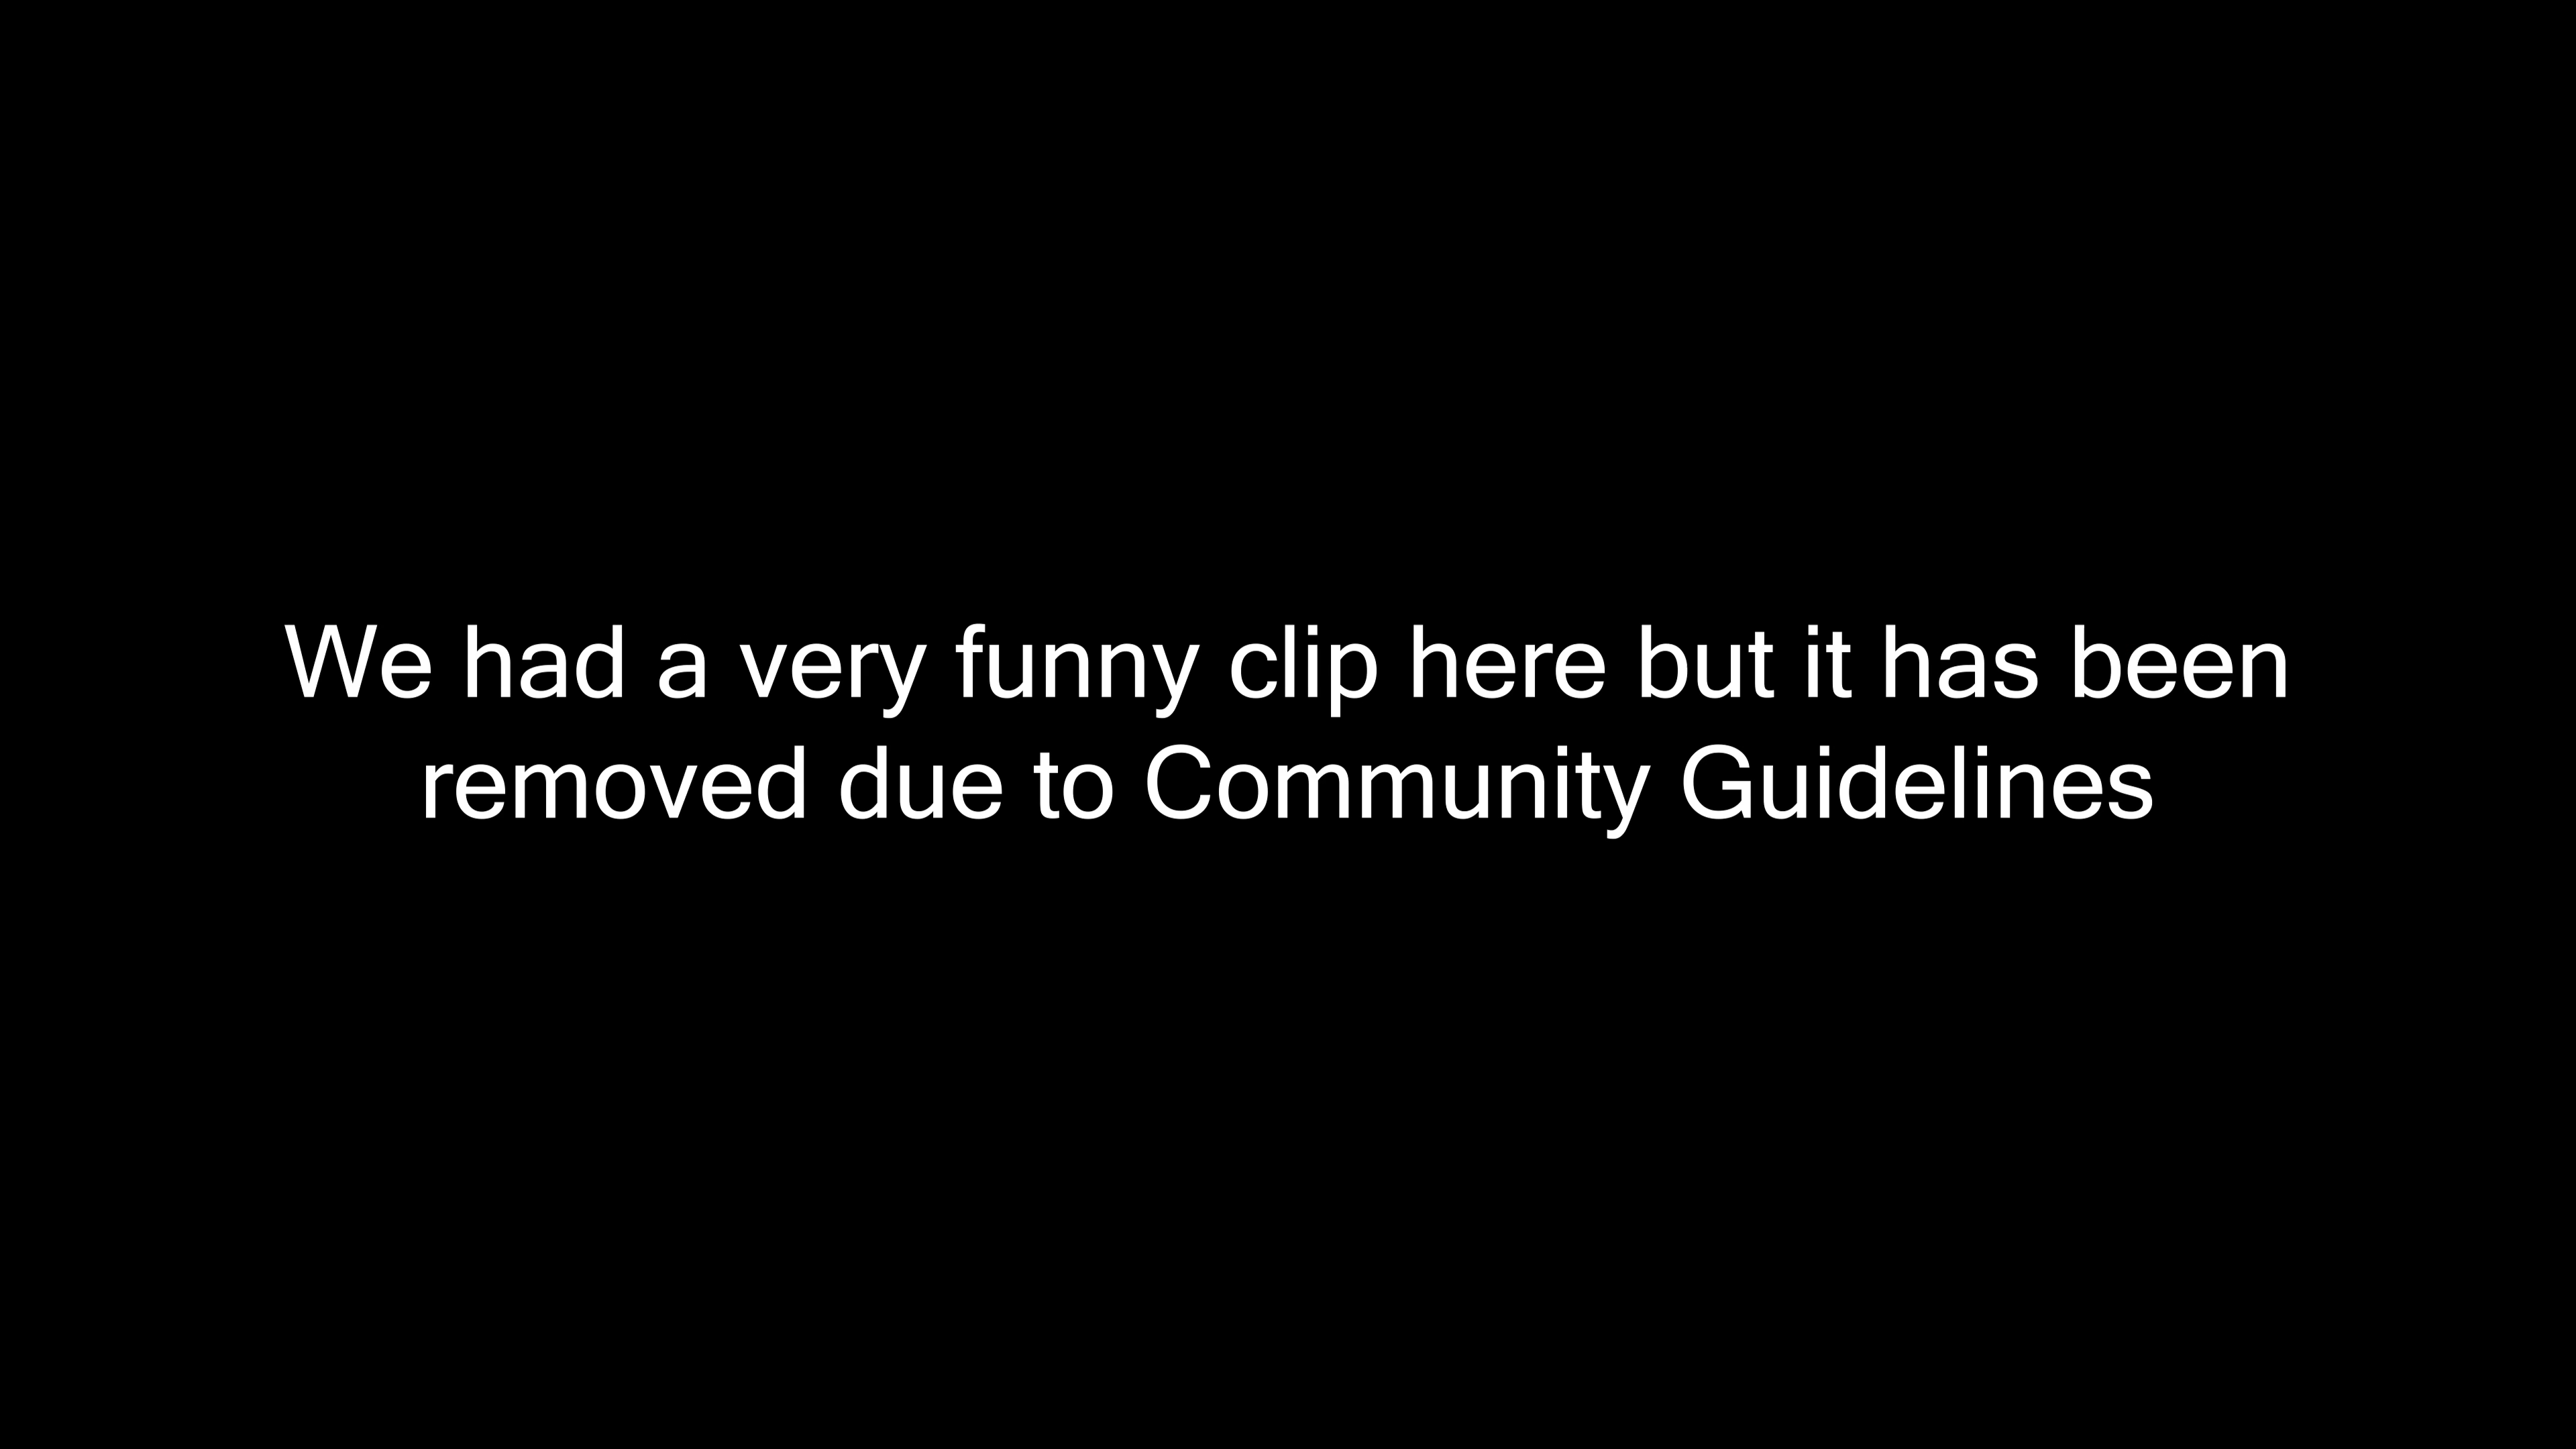 We had a very funny clip here but it has been
removed due to Community Guidelines